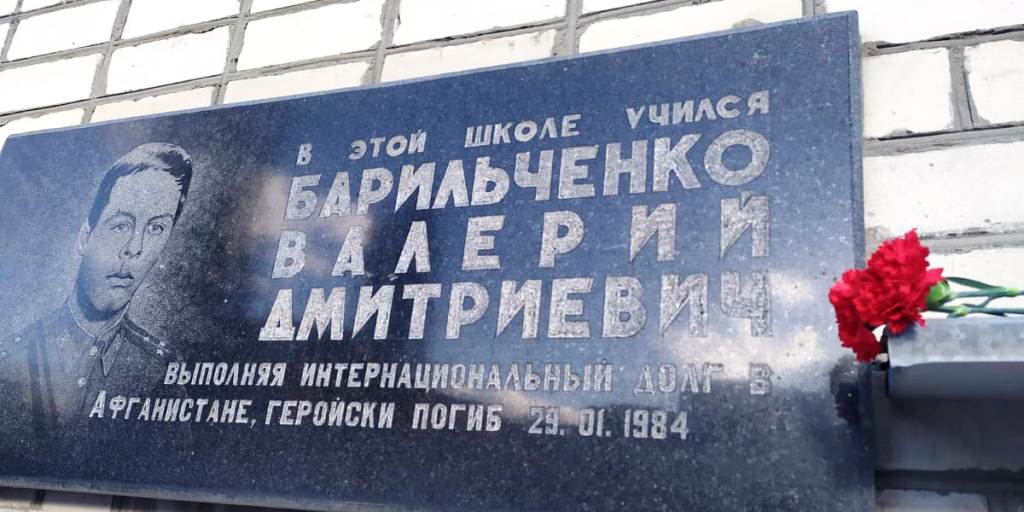 В ЭТОЙ ШКОЛЕ УЧИЛСЯ
БАРИЛЬЧЕНКО
ВАЛЕРИЙ
ДМИТРИЕВИЧ
ВЫПОЛНЯЯ ИНТЕРНАЦИОНАЛЬНЫЙ ДОЛГ В
АФГАНИСТАНЕ, ГЕРОЙСКИ ПОГИБ 29.01.1984